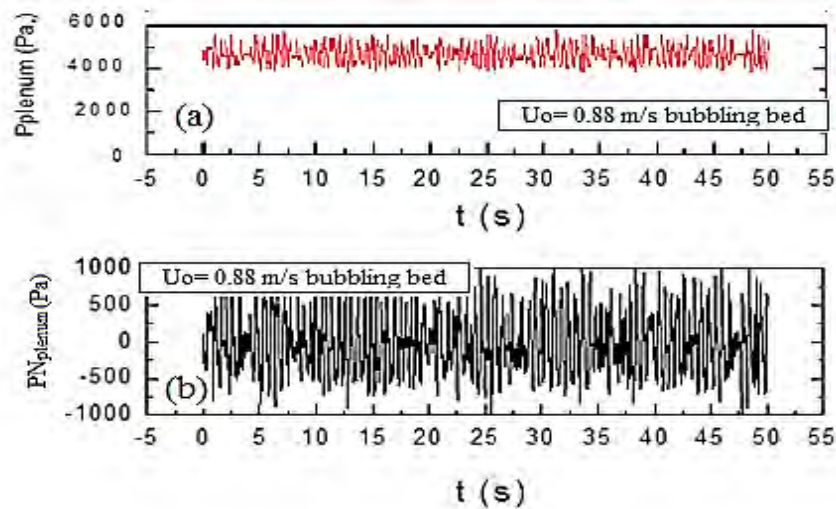 Pplenum (Pa,)
6000
4000
2000
0
(a)
Uo= 0.88 m/s bubbling bed
-5 0 5 10 15 20 25 30 35 40 45 50 55
t (s)
PNplenum (Pa)
1000
500
0
-500
-1000
Uo= 0.88 m/s bubbling bed
(b)
-5 0 5 10 15 20 25 30 35 40 45 50 55
t (s)